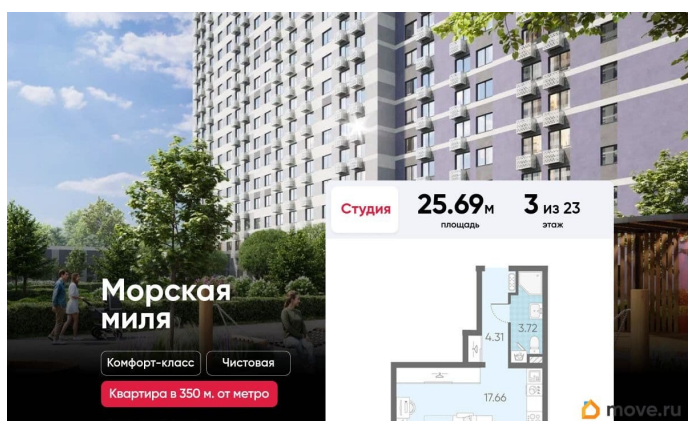 Студия
25.69 м
площадь
3 из 23
этаж
Морская
миля
Комфорт-класс
Чистовая
Квартира в 350 м. от метро
4.31
3.72
17.66
move.ru